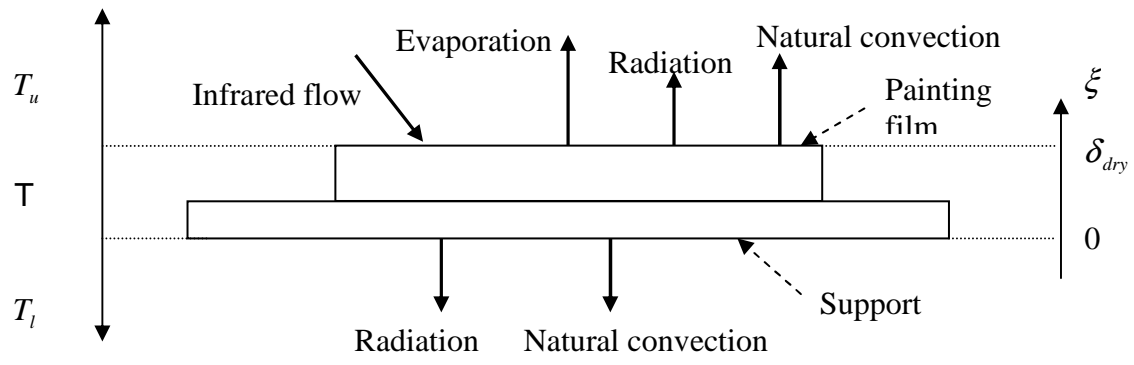 Evaporation
Natural convection
Radiation
T_u
Infrared flow
Painting
film
ξ
δ_dry
T
0
T_l
Support
Radiation
Natural convection